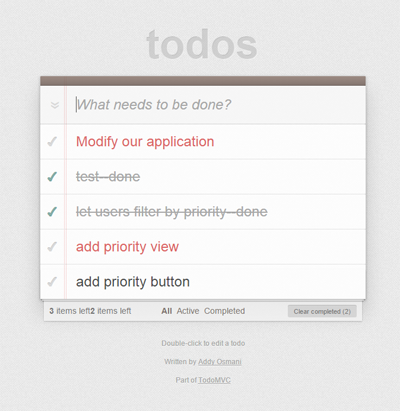 todos
What needs to be done?
Modify our application
test--done
let users filter by priority--done
add priority view
add priority button
3 items left2 items left All Active Completed Clear completed (2)
Double-click to edit a todo
Written by Addy Osmani
Part of TodoMVC